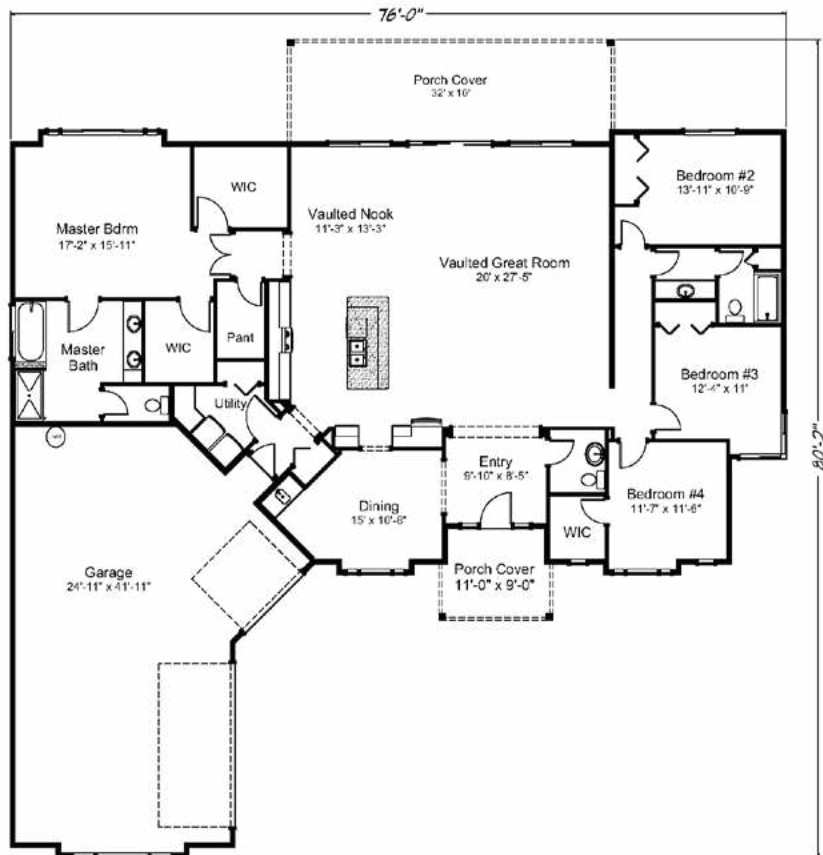 76'-0"
Porch Cover
32' x 10'
WIC
Bedroom #2
13'-11" x 10'-9"
Master Bdrm
17'-2" x 15'-11"
Vaulted Nook
11'-3" x 13'-3"
Vaulted Great Room
20' x 27'-5"
Pant
WIC
Master
Bath
Bedroom #3
12'-4" x 11'
Utility
80'-2"
Entry
9'-10" x 8'-5"
Dining
15' x 10'-6"
Bedroom #4
11'-7" x 11'-6"
WIC
Garage
24'-11" x 41'-11"
Porch Cover
11'-0" x 9'-0"